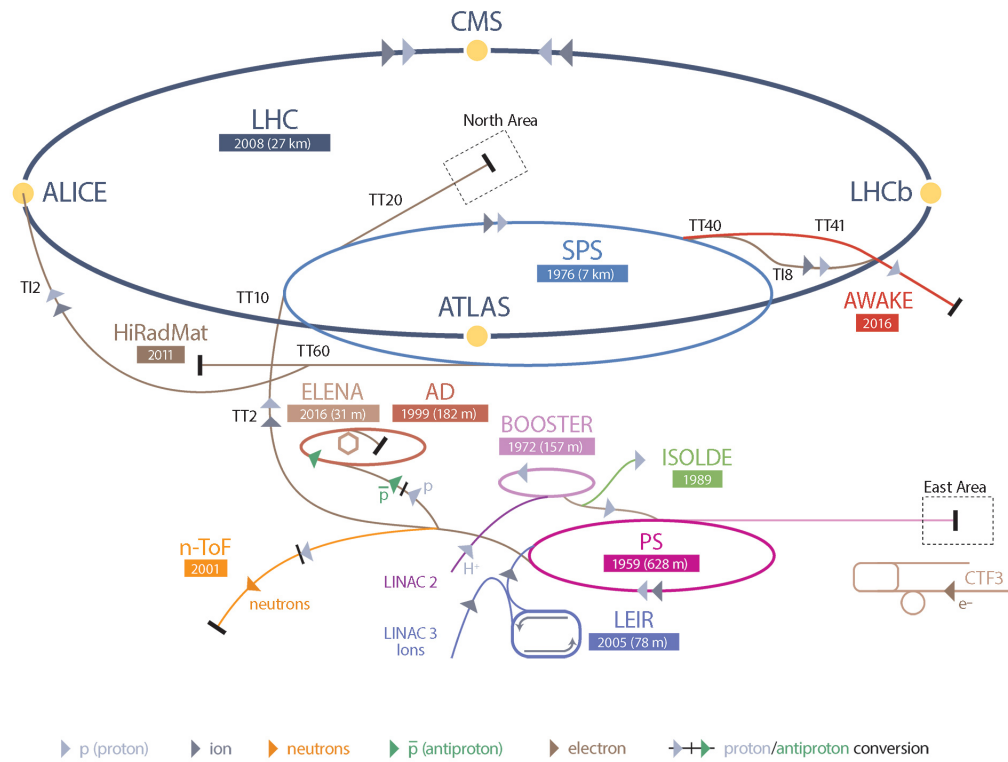 CMS
LHC
2008 (27 km)
North Area
ALICE
LHCb
TT20
TT40
TT41
SPS
1976 (7 km)
TI8
TI2
TT10
ATLAS
AWAKE
2016
HiRadMat
2011
TT60
ELENA
2016 (31 m)
AD
1999 (182 m)
TT2
BOOSTER
1972 (157 m)
ISOLDE
1989
p̅
p
East Area
n-ToF
2001
PS
1959 (628 m)
H⁺
LINAC 2
neutrons
CTF3
e–
LEIR
2005 (78 m)
LINAC 3
Ions
p (proton)
ion
neutrons
p̅ (antiproton)
electron
proton/antiproton conversion